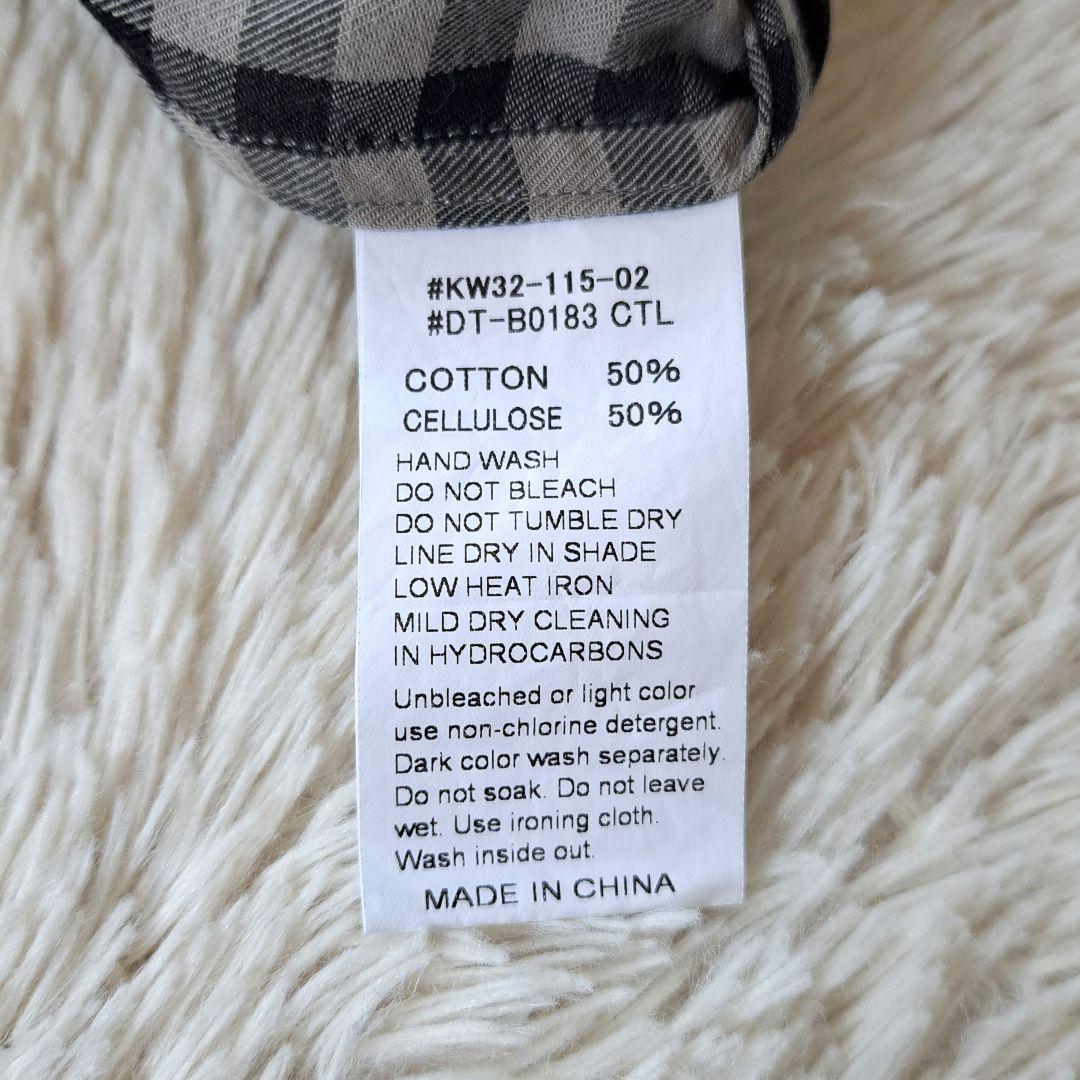 #KW32-115-02
#DT-B0183 CTL
COTTON 50%
CELLULOSE 50%
HAND WASH
DO NOT BLEACH
DO NOT TUMBLE DRY
LINE DRY IN SHADE
LOW HEAT IRON
MILD DRY CLEANING
IN HYDROCARBONS
Unbleached or light color
use non-chlorine detergent.
Dark color wash separately.
Do not soak. Do not leave
wet. Use ironing cloth.
Wash inside out.
MADE IN CHINA